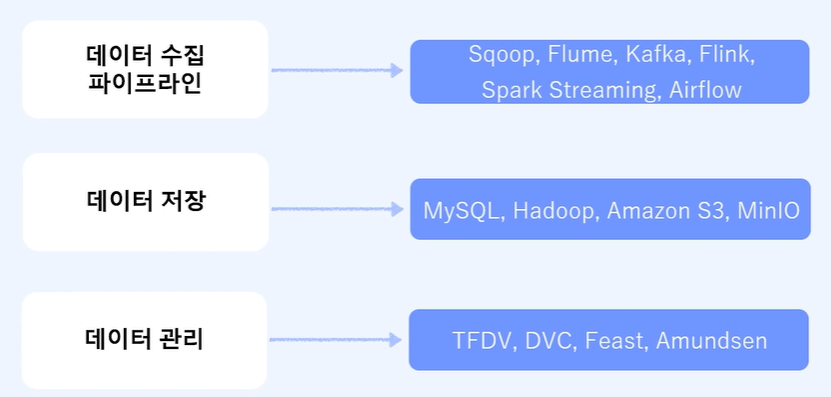 데이터 수집
파이프라인
Sqoop, Flume, Kafka, Flink,
Spark Streaming, Airflow
데이터 저장
MySQL, Hadoop, Amazon S3, MinIO
데이터 관리
TFDV, DVC, Feast, Amundsen